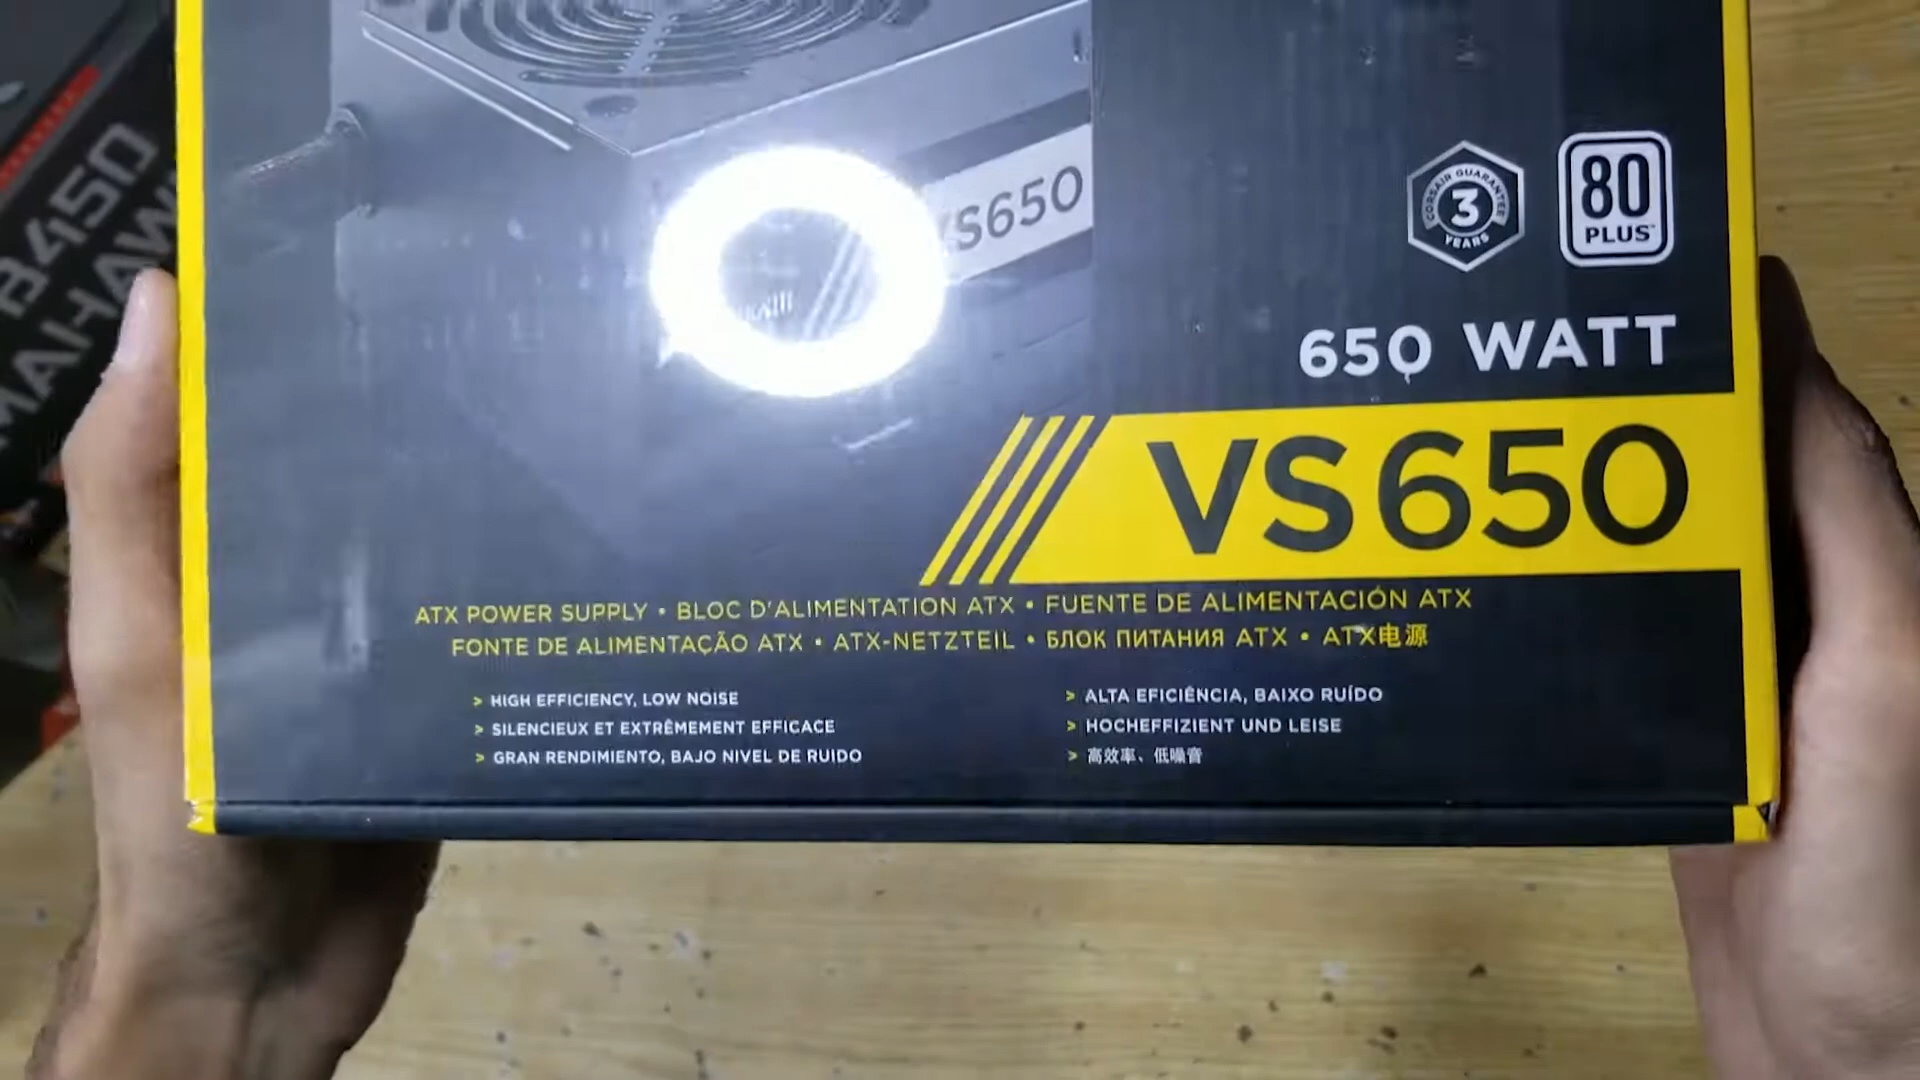 B450
MAHAW
VS650
CORSAIR GUARANTEE
3
YEARS
80
PLUS
650 WATT
VS650
ATX POWER SUPPLY • BLOC D'ALIMENTATION ATX • FUENTE DE ALIMENTACIÓN ATX
FONTE DE ALIMENTAÇÃO ATX • ATX-NETZTEIL • БЛОК ПИТАНИЯ ATX • ATX电源
> HIGH EFFICIENCY, LOW NOISE
> SILENCIEUX ET EXTRÊMEMENT EFFICACE
> GRAN RENDIMIENTO, BAJO NIVEL DE RUIDO
> ALTA EFICIÊNCIA, BAIXO RUÍDO
> HOCHEFFIZIENT UND LEISE
> 高效率、低噪音